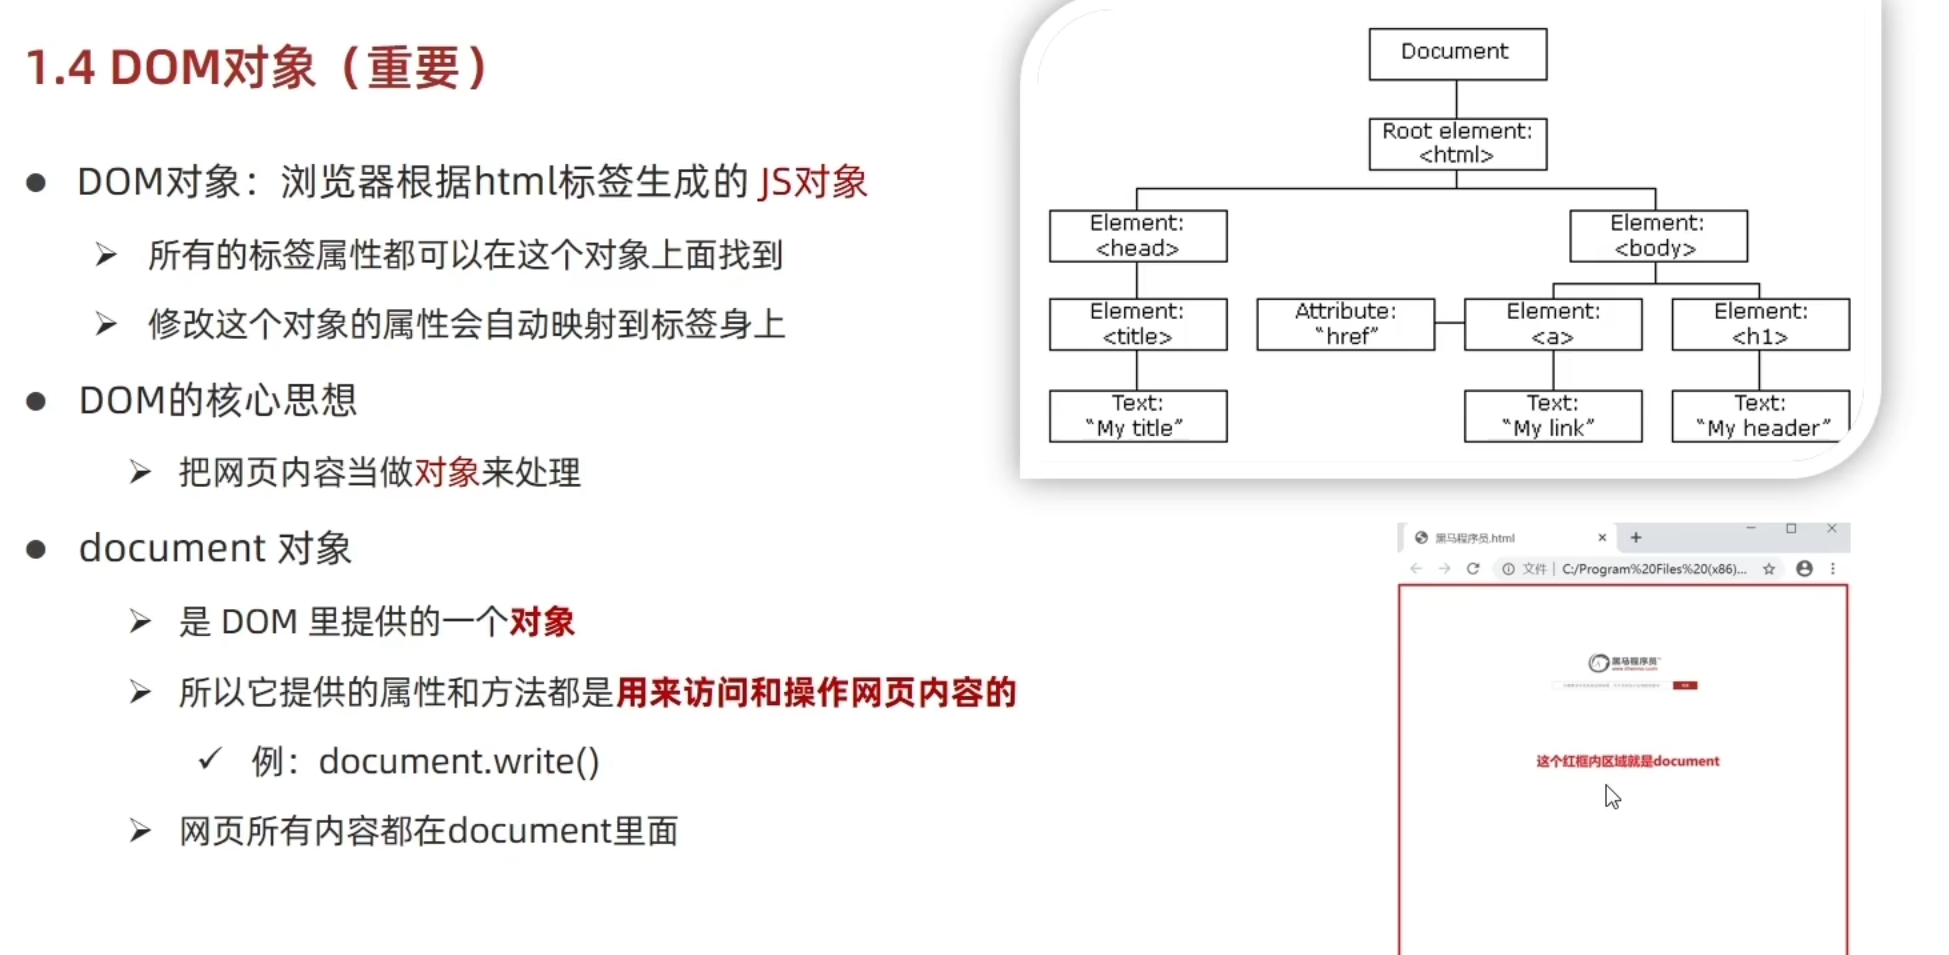 1.4 DOM对象（重要）
DOM对象：浏览器根据html标签生成的 JS对象
所有的标签属性都可以在这个对象上面找到
修改这个对象的属性会自动映射到标签身上
DOM的核心思想
把网页内容当做对象来处理
document 对象
是 DOM 里提供的一个对象
所以它提供的属性和方法都是用来访问和操作网页内容的
例：document.write()
网页所有内容都在document里面
Document
Root element:
<html>
Element:
<head>
Element:
<body>
Element:
<title>
Attribute:
“href”
Element:
<a>
Element:
<h1>
Text:
“My title”
Text:
“My link”
Text:
“My header”
黑马程序员.html
文件 | C:/Program%20Files%20(x86)...
黑马程序员
这个红框内区域就是document